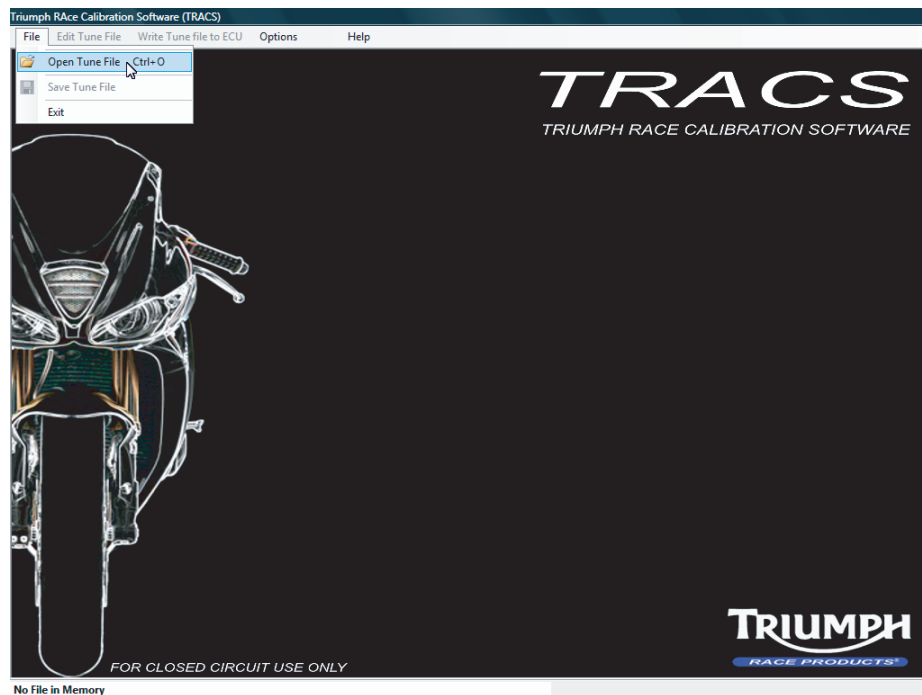 Triumph RAce Calibration Software (TRACS)
File Edit Tune File Write Tune file to ECU Options Help
Open Tune File Ctrl+O
Save Tune File
Exit
TRACS
TRIUMPH RACE CALIBRATION SOFTWARE
TRIUMPH
RACE PRODUCTS®
FOR CLOSED CIRCUIT USE ONLY
No File in Memory